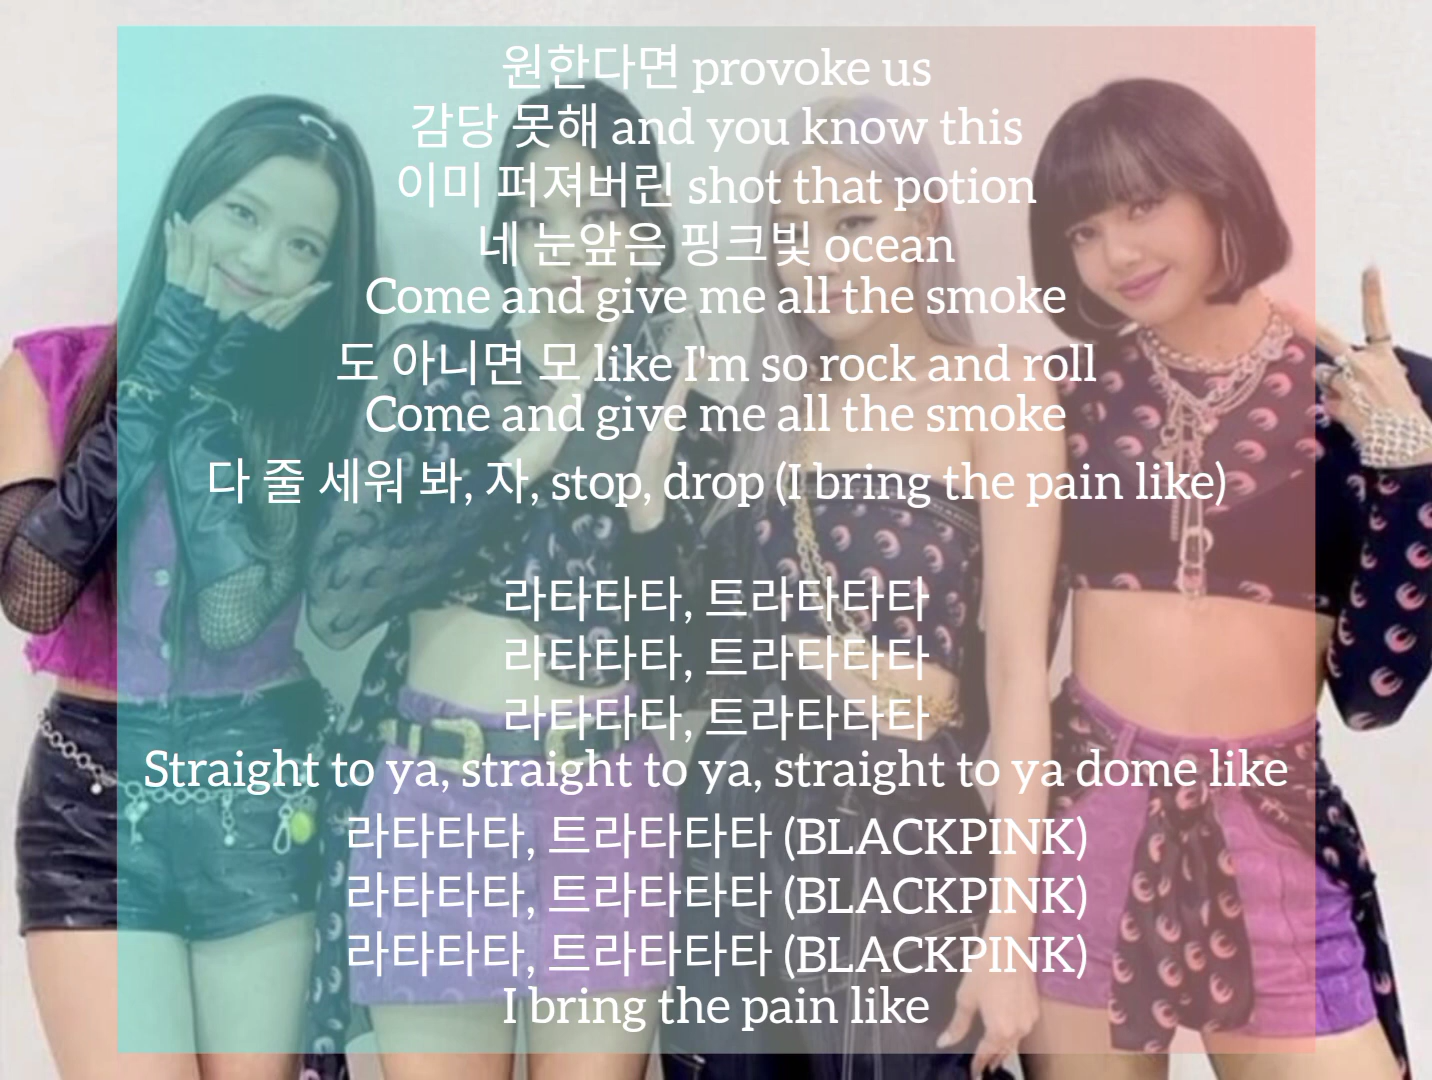 원한다면 provoke us
감당 못해 and you know this
이미 퍼져버린 shot that potion
네 눈앞은 핑크빛 ocean
Come and give me all the smoke
도 아니면 모 like I'm so rock and roll
Come and give me all the smoke
다 줄 세워 봐, 자, stop, drop (I bring the pain like)
라타타타, 트라타타타
라타타타, 트라타타타
라타타타, 트라타타타
Straight to ya, straight to ya, straight to ya dome like
라타타타, 트라타타타 (BLACKPINK)
라타타타, 트라타타타 (BLACKPINK)
라타타타, 트라타타타 (BLACKPINK)
I bring the pain like